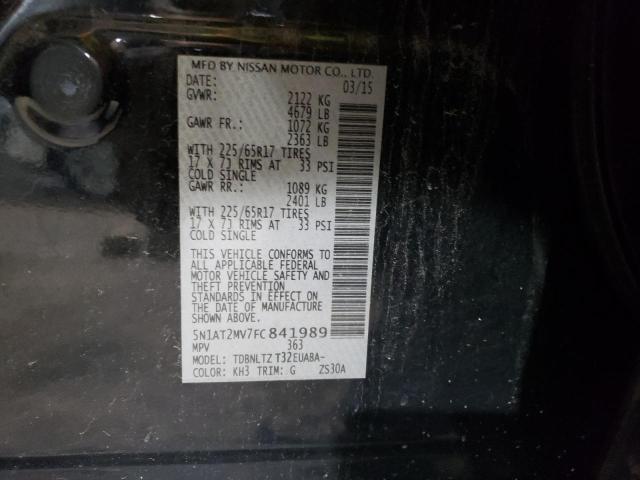 MFD BY NISSAN MOTOR CO., LTD.
DATE: 03/15
GVWR: 2122 KG
4679 LB
GAWR FR.: 1072 KG
2363 LB
WITH 225/65R17 TIRES
17 X 7J RIMS AT 33 PSI
COLD SINGLE
GAWR RR.: 1089 KG
2401 LB
WITH 225/65R17 TIRES
17 X 7J RIMS AT 33 PSI
COLD SINGLE
THIS VEHICLE CONFORMS TO
ALL APPLICABLE FEDERAL
MOTOR VEHICLE SAFETY AND
THEFT PREVENTION
STANDARDS IN EFFECT ON
THE DATE OF MANUFACTURE
SHOWN ABOVE.
5N1AT2MV7FC841989
MPV 363
MODEL: TDBNLTZ T32EUABA-
COLOR: KH3 TRIM: G ZS30A